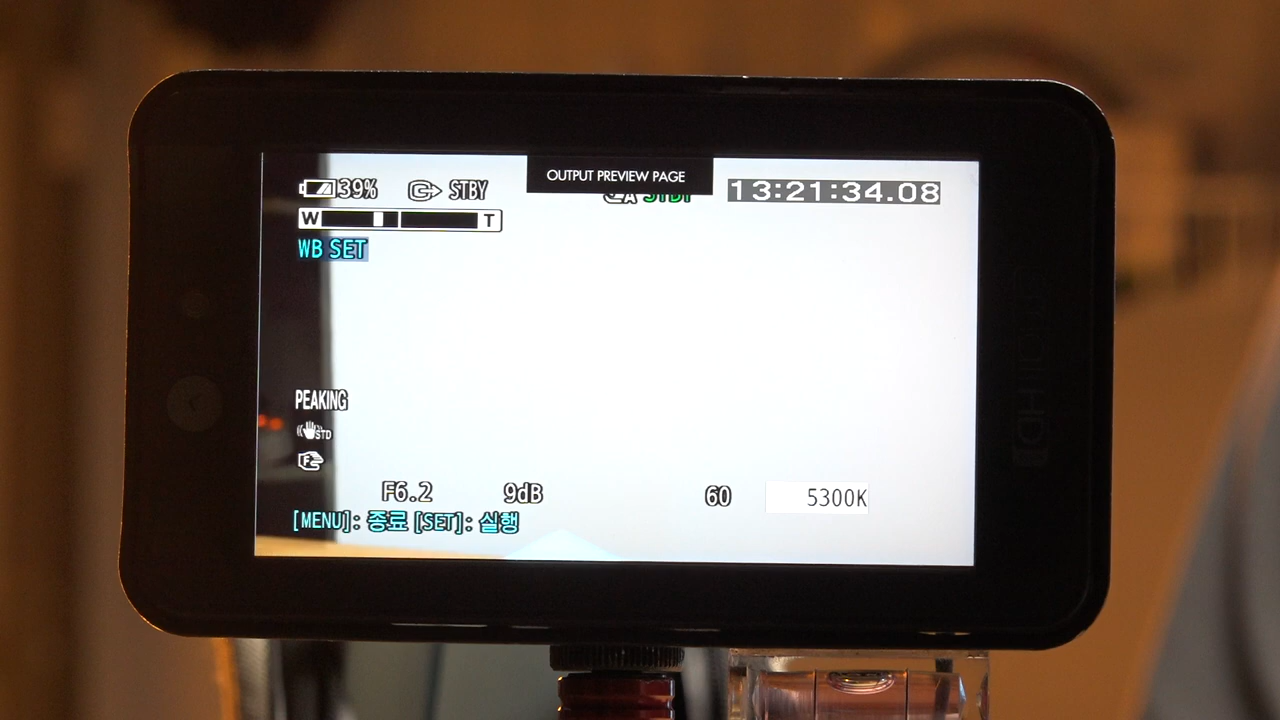 OUTPUT PREVIEW PAGE
39% STBY STBY 13:21:34.08
W T
WB SET
PEAKING
STD
F
F6.2 9dB 60 5300K
[MENU]: 종료 [SET]: 실행